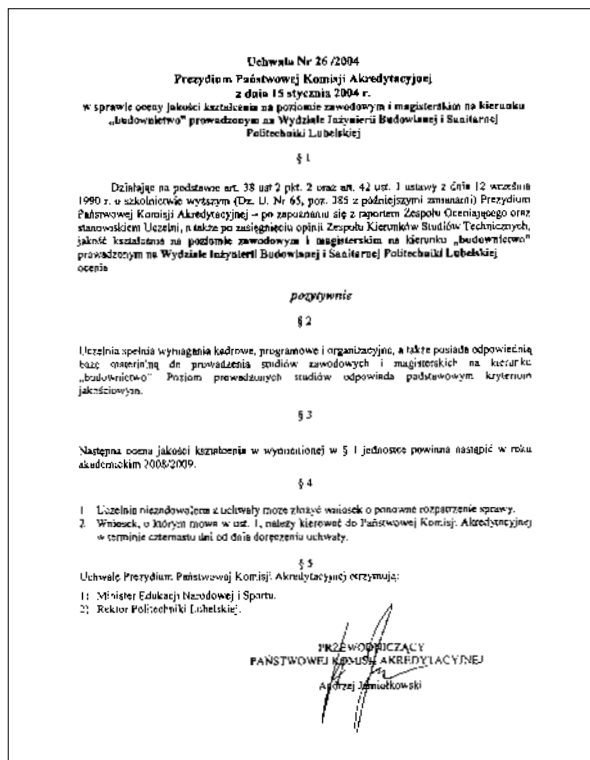 Uchwała Nr 26 /2004
Prezydium Państwowej Komisji Akredytacyjnej
z dnia 15 stycznia 2004 r.
w sprawie oceny jakości kształcenia na poziomie zawodowym i magisterskim na kierunku
„budownictwo” prowadzonym na Wydziale Inżynierii Budowlanej i Sanitarnej
Politechniki Lubelskiej
§ 1
Działając na podstawie art. 38 ust 2 pkt. 2 oraz art. 42 ust. 1 ustawy z dnia 12 września
1990 r. o szkolnictwie wyższym (Dz. U. Nr 65, poz. 385 z późniejszymi zmianami) Prezydium
Państwowej Komisji Akredytacyjnej – po zapoznaniu się z raportem Zespołu Oceniającego oraz
stanowiskiem Uczelni, a także po zasięgnięciu opinii Zespołu Kierunków Studiów Technicznych,
jakość kształcenia na poziomie zawodowym i magisterskim na kierunku „budownictwo”
prowadzonym na Wydziale Inżynierii Budowlanej i Sanitarnej Politechniki Lubelskiej
ocenia
pozytywnie
§ 2
Uczelnia spełnia wymagania kadrowe, programowe i organizacyjne, a także posiada odpowiednią
bazę materialną do prowadzenia studiów zawodowych i magisterskich na kierunku
„budownictwo” Poziom prowadzonych studiów odpowiada podstawowym kryterium
jakościowym.
§ 3
Następna ocena jakości kształcenia w wymienionej w § 1 jednostce powinna nastąpić w roku
akademickim 2008/2009.
§ 4
1 Uczelnia niezadowolona z uchwały może złożyć wniosek o ponowne rozpatrzenie sprawy.
2. Wniosek, o którym mowa w ust. 1, należy kierować do Państwowej Komisji Akredytacyjnej
w terminie czternastu dni od dnia doręczenia uchwały.
§ 5
Uchwałę Prezydium Państwowej Komisji Akredytacyjnej otrzymują:
1) Minister Edukacji Narodowej i Sportu.
2) Rektor Politechniki Lubelskiej.
PRZEWODNICZĄCY
PAŃSTWOWEJ KOMISJI AKREDYTACYJNEJ
Andrzej Jamiołkowski